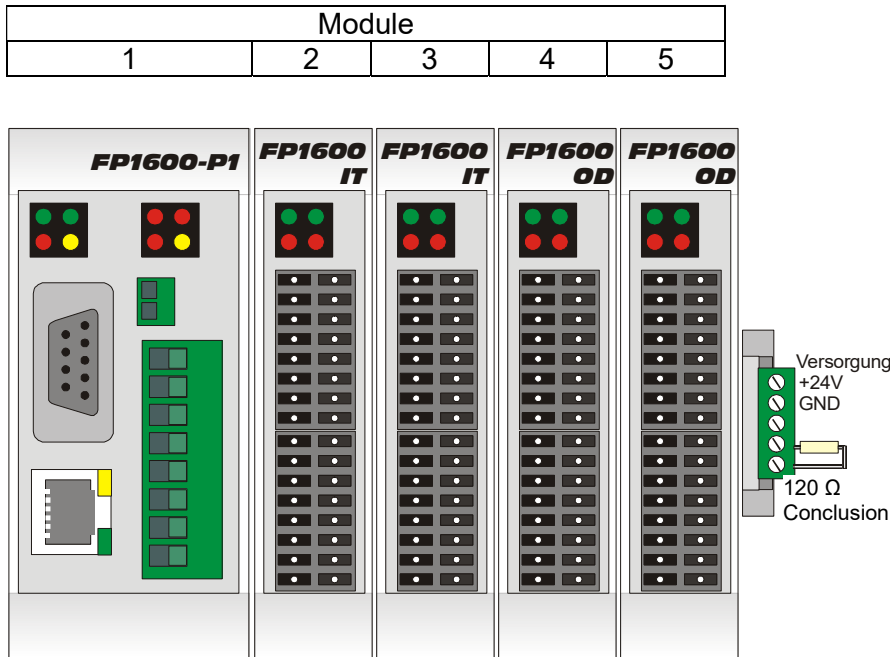 Module
1 2 3 4 5
FP1600-P1
FP1600
IT
FP1600
IT
FP1600
OD
FP1600
OD
Versorgung
+24V
GND
120 Ω
Conclusion